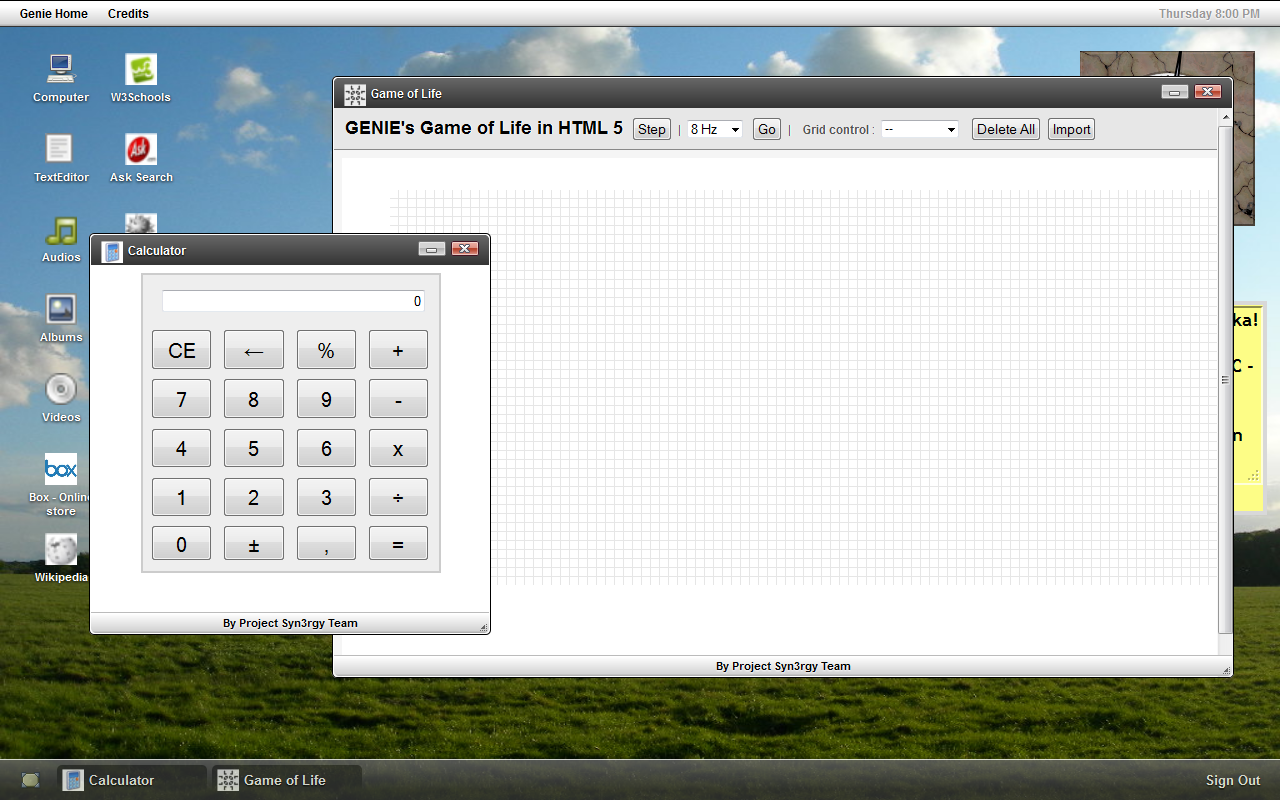 Genie Home Credits Thursday 8:00 PM
Computer W3Schools
TextEditor Ask Search
Audios
Albums
Videos
Box - Online
store
Wikipedia
box
Ask
Game of Life
GENIE's Game of Life in HTML 5 Step | 8 Hz Go | Grid control : -- Delete All Import
By Project Syn3rgy Team
Calculator
0
CE ← % +
7 8 9 -
4 5 6 x
1 2 3 ÷
0 ± , =
By Project Syn3rgy Team
ka!
C -
n
Calculator Game of Life Sign Out